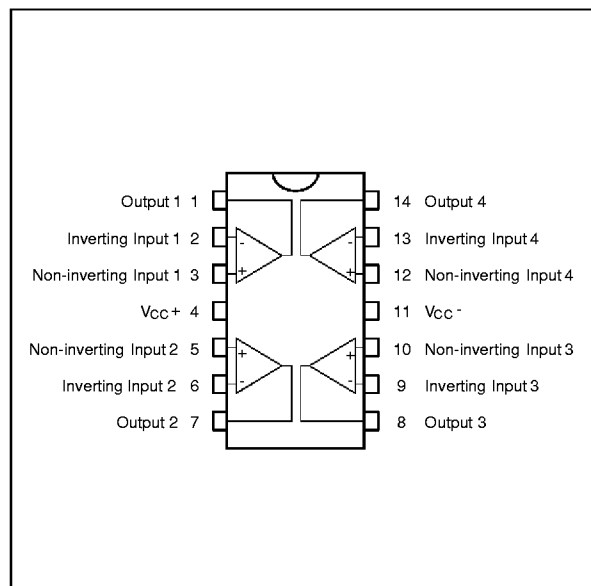 Output 1 1
14 Output 4
Inverting Input 1 2
-
-
13 Inverting Input 4
Non-inverting Input 1 3
+
+
12 Non-inverting Input 4
VCC + 4
11 VCC -
Non-inverting Input 2 5
+
+
10 Non-inverting Input 3
Inverting Input 2 6
-
-
9 Inverting Input 3
Output 2 7
8 Output 3